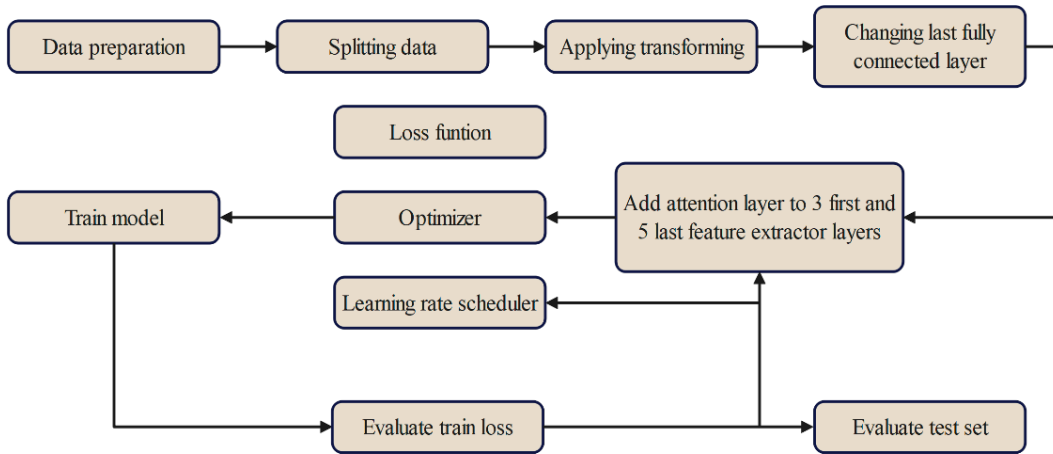 Data preparation
Splitting data
Applying transforming
Changing last fully
connected layer
Loss funtion
Train model
Optimizer
Add attention layer to 3 first and
5 last feature extractor layers
Learning rate scheduler
Evaluate train loss
Evaluate test set